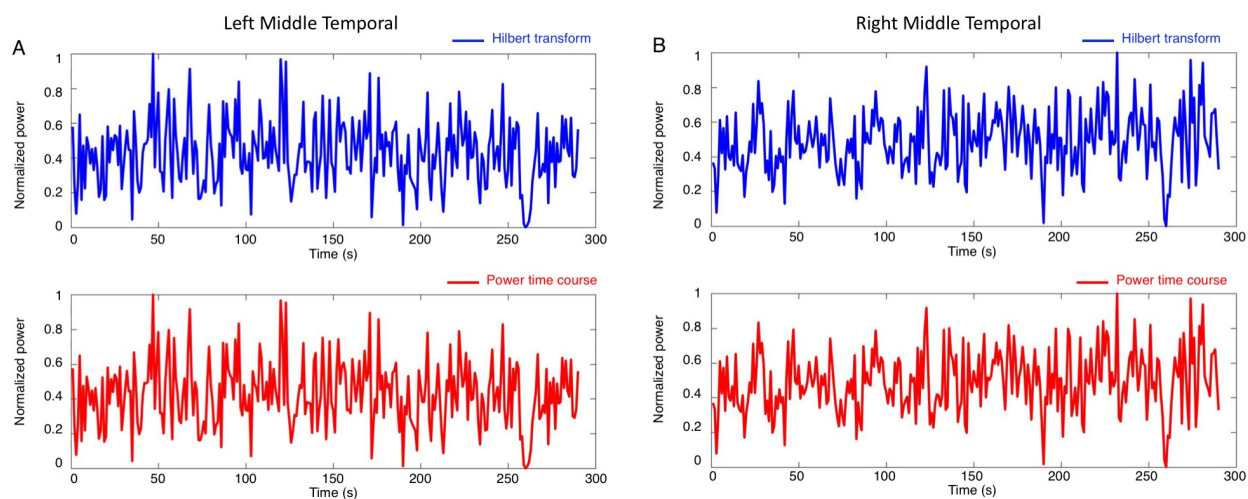 Left Middle Temporal
A
Hilbert transform
1
0.8
0.6
0.4
0.2
0
Normalized power
0 50 100 150 200 250 300
Time (s)
Power time course
1
0.8
0.6
0.4
0.2
0
Normalized power
0 50 100 150 200 250 300
Time (s)
Right Middle Temporal
B
Hilbert transform
1
0.8
0.6
0.4
0.2
0
Normalized power
0 50 100 150 200 250 300
Time (s)
Power time course
1
0.8
0.6
0.4
0.2
0
Normalized power
0 50 100 150 200 250 300
Time (s)